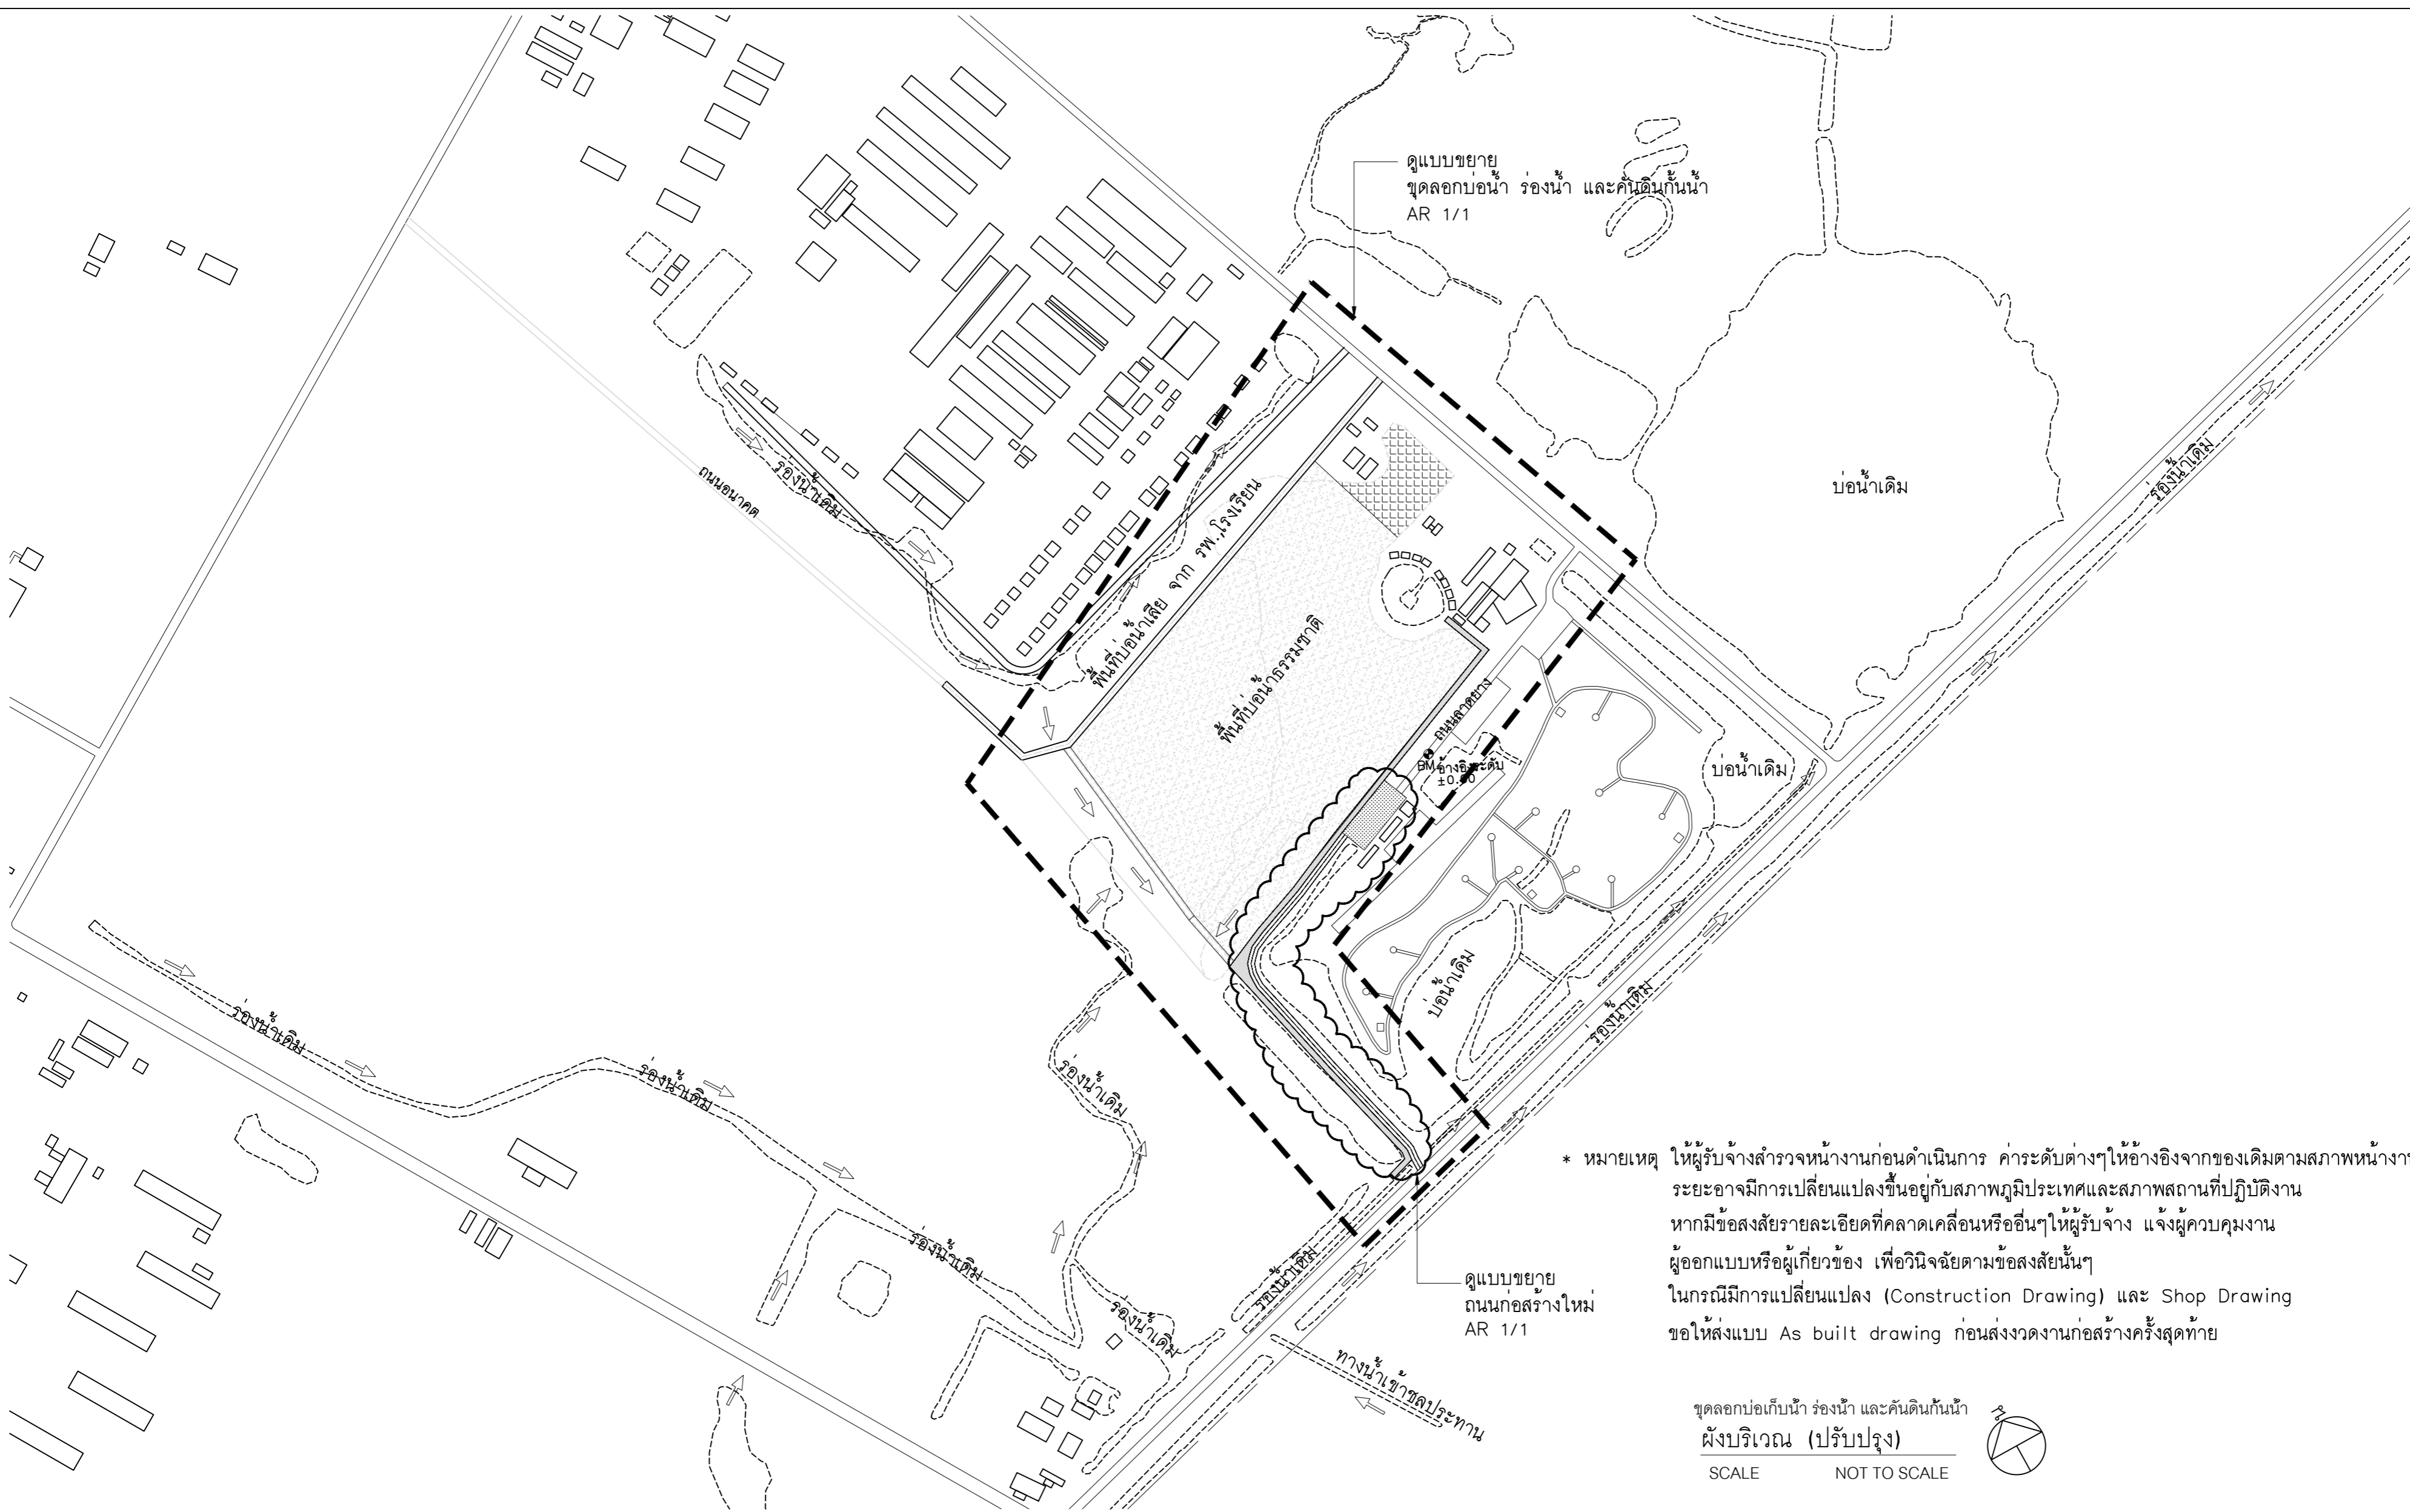 ดูแบบขยาย
ขุดลอกบ่อน้ำ ร่องน้ำ และคันดินกั้นน้ำ
AR 1/1
บ่อน้ำเดิม
ร่องน้ำเดิม
ร่องน้ำเดิม
ถนนอนาคต
พื้นที่บ่อน้ำเสีย จาก รพ.,โรงเรียน
พื้นที่บ่อน้ำธรรมชาติ
ถนนลาดยาง
BM อ้างอิงระดับ
±0.00
บ่อน้ำเดิม
บ่อน้ำเดิม
ร่องน้ำเดิม
ร่องน้ำเดิม
ร่องน้ำเดิม
ร่องน้ำเดิม
ร่องน้ำเดิม
ร่องน้ำเดิม
ร่องน้ำเดิม
ดูแบบขยาย
ถนนก่อสร้างใหม่
AR 1/1
ทางน้ำเข้าชลประทาน
* หมายเหตุ ให้ผู้รับจ้างสำรวจหน้างานก่อนดำเนินการ ค่าระดับต่างๆให้อ้างอิงจากของเดิมตามสภาพหน้างาน
ระยะอาจมีการเปลี่ยนแปลงขึ้นอยู่กับสภาพภูมิประเทศและสภาพสถานที่ปฏิบัติงาน
หากมีข้อสงสัยรายละเอียดที่คลาดเคลื่อนหรืออื่นๆให้ผู้รับจ้าง แจ้งผู้ควบคุมงาน
ผู้ออกแบบหรือผู้เกี่ยวข้อง เพื่อวินิจฉัยตามข้อสงสัยนั้นๆ
ในกรณีมีการแปลี่ยนแปลง (Construction Drawing) และ Shop Drawing
ขอให้ส่งแบบ As built drawing ก่อนส่งงวดงานก่อสร้างครั้งสุดท้าย
ขุดลอกบ่อเก็บน้ำ ร่องน้ำ และคันดินกั้นน้ำ
ผังบริเวณ (ปรับปรุง)
SCALE NOT TO SCALE
น.